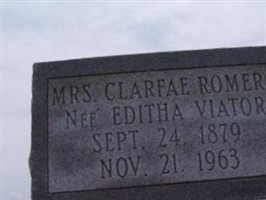 MRS. CLARFAE ROMER
NEE' EDITHA VIATOR
SEPT. 24. 1879
NOV. 21. 1963